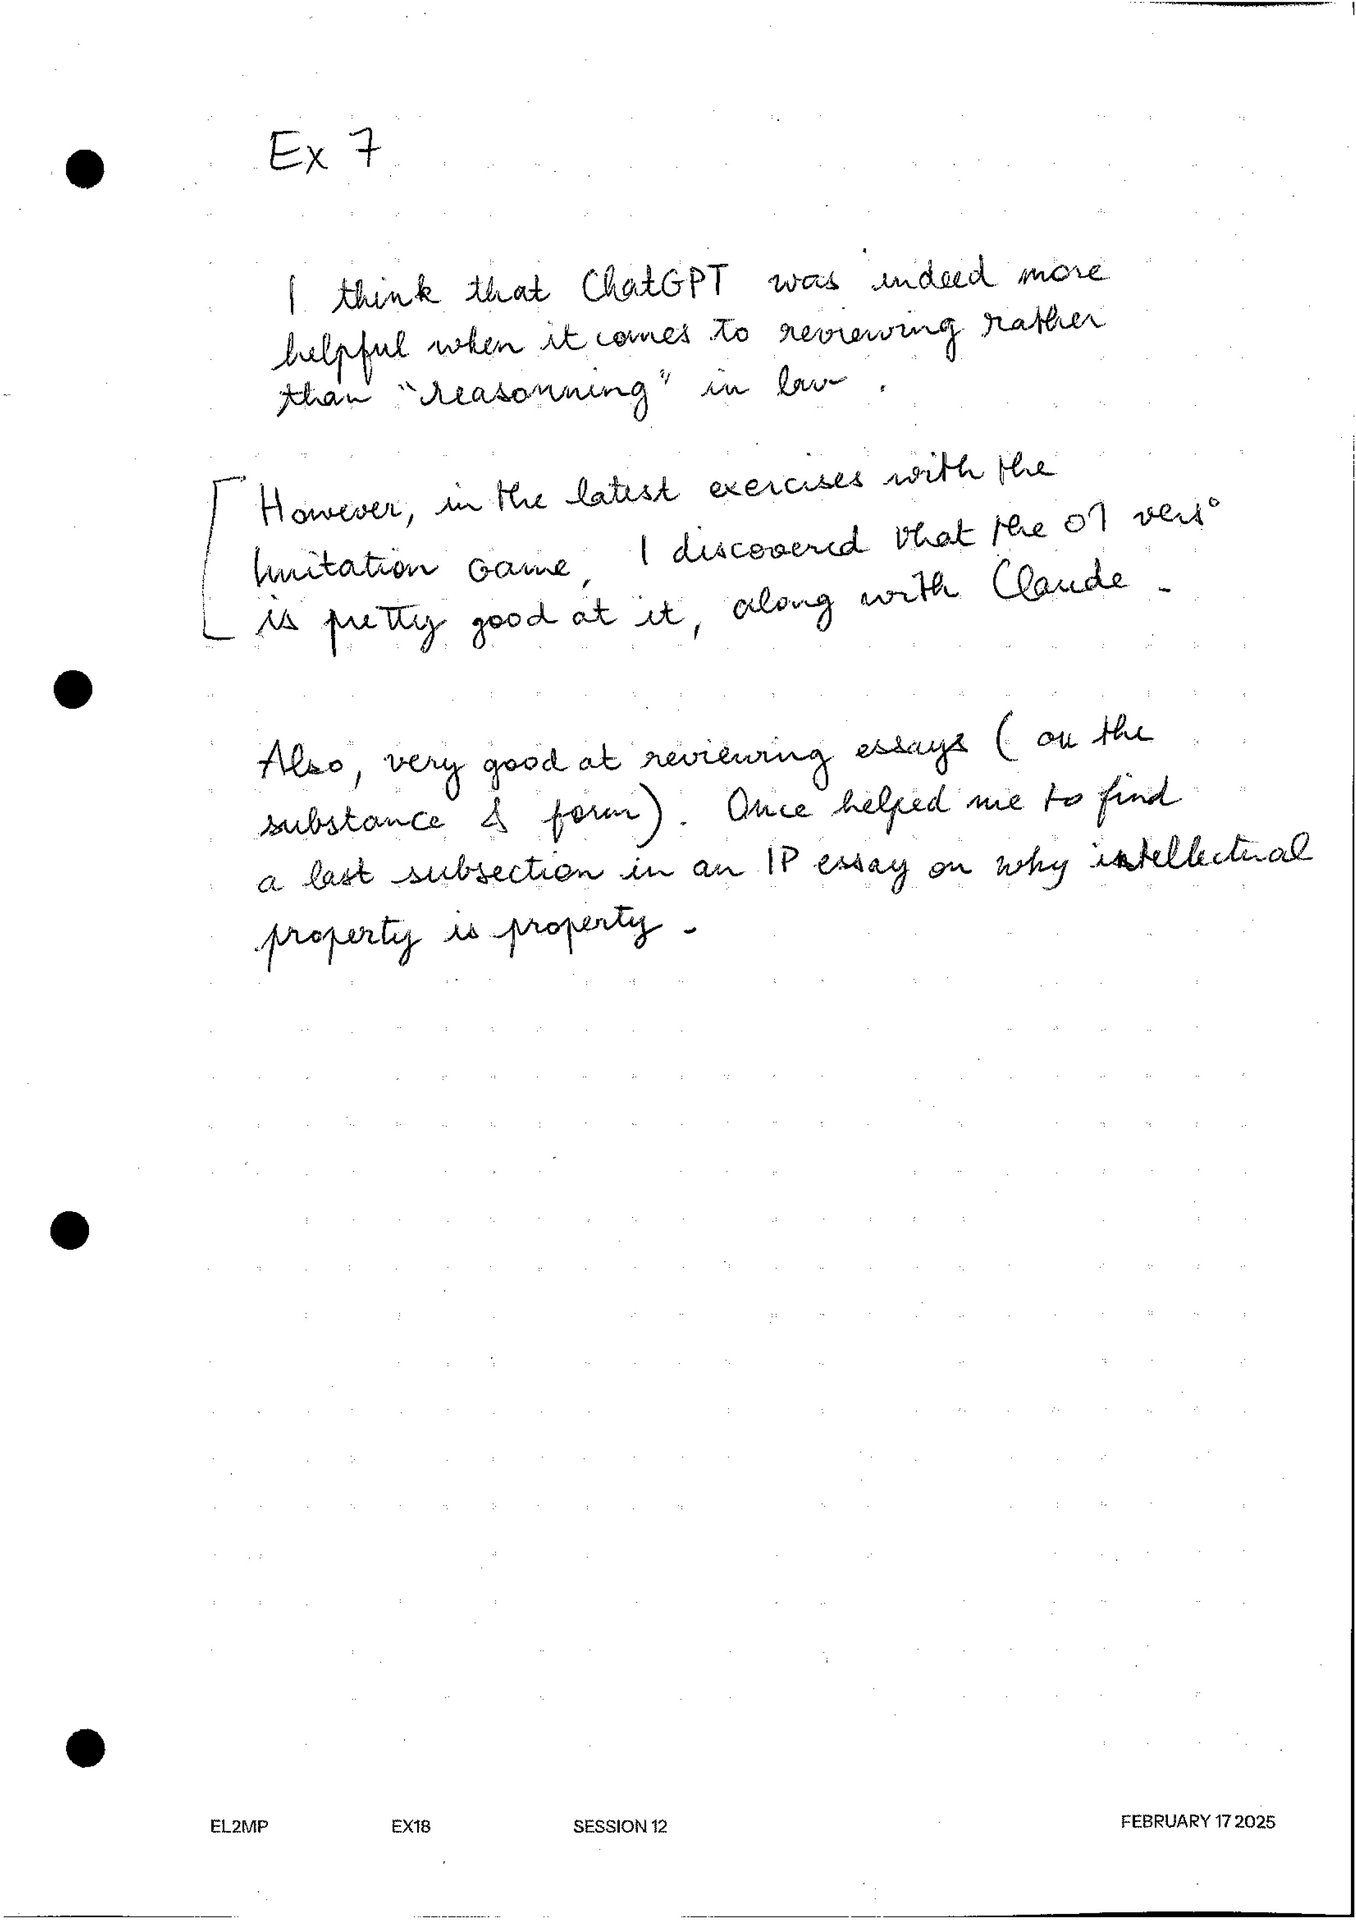 Ex 7
I think that ChatGPT was indeed more
helpful when it comes to reviewing rather
than "reasonning" in law.
However, in the latest exercises with the
Imitation Game, I discovered that the o1 vers°
is pretty good at it, along with Claude.
Also, very good at reviewing essays (on the
substance & form). Once helped me to find
a last subsection in an IP essay on why intellectual
property is property.
EL2MP EX18 SESSION 12 FEBRUARY 17 2025